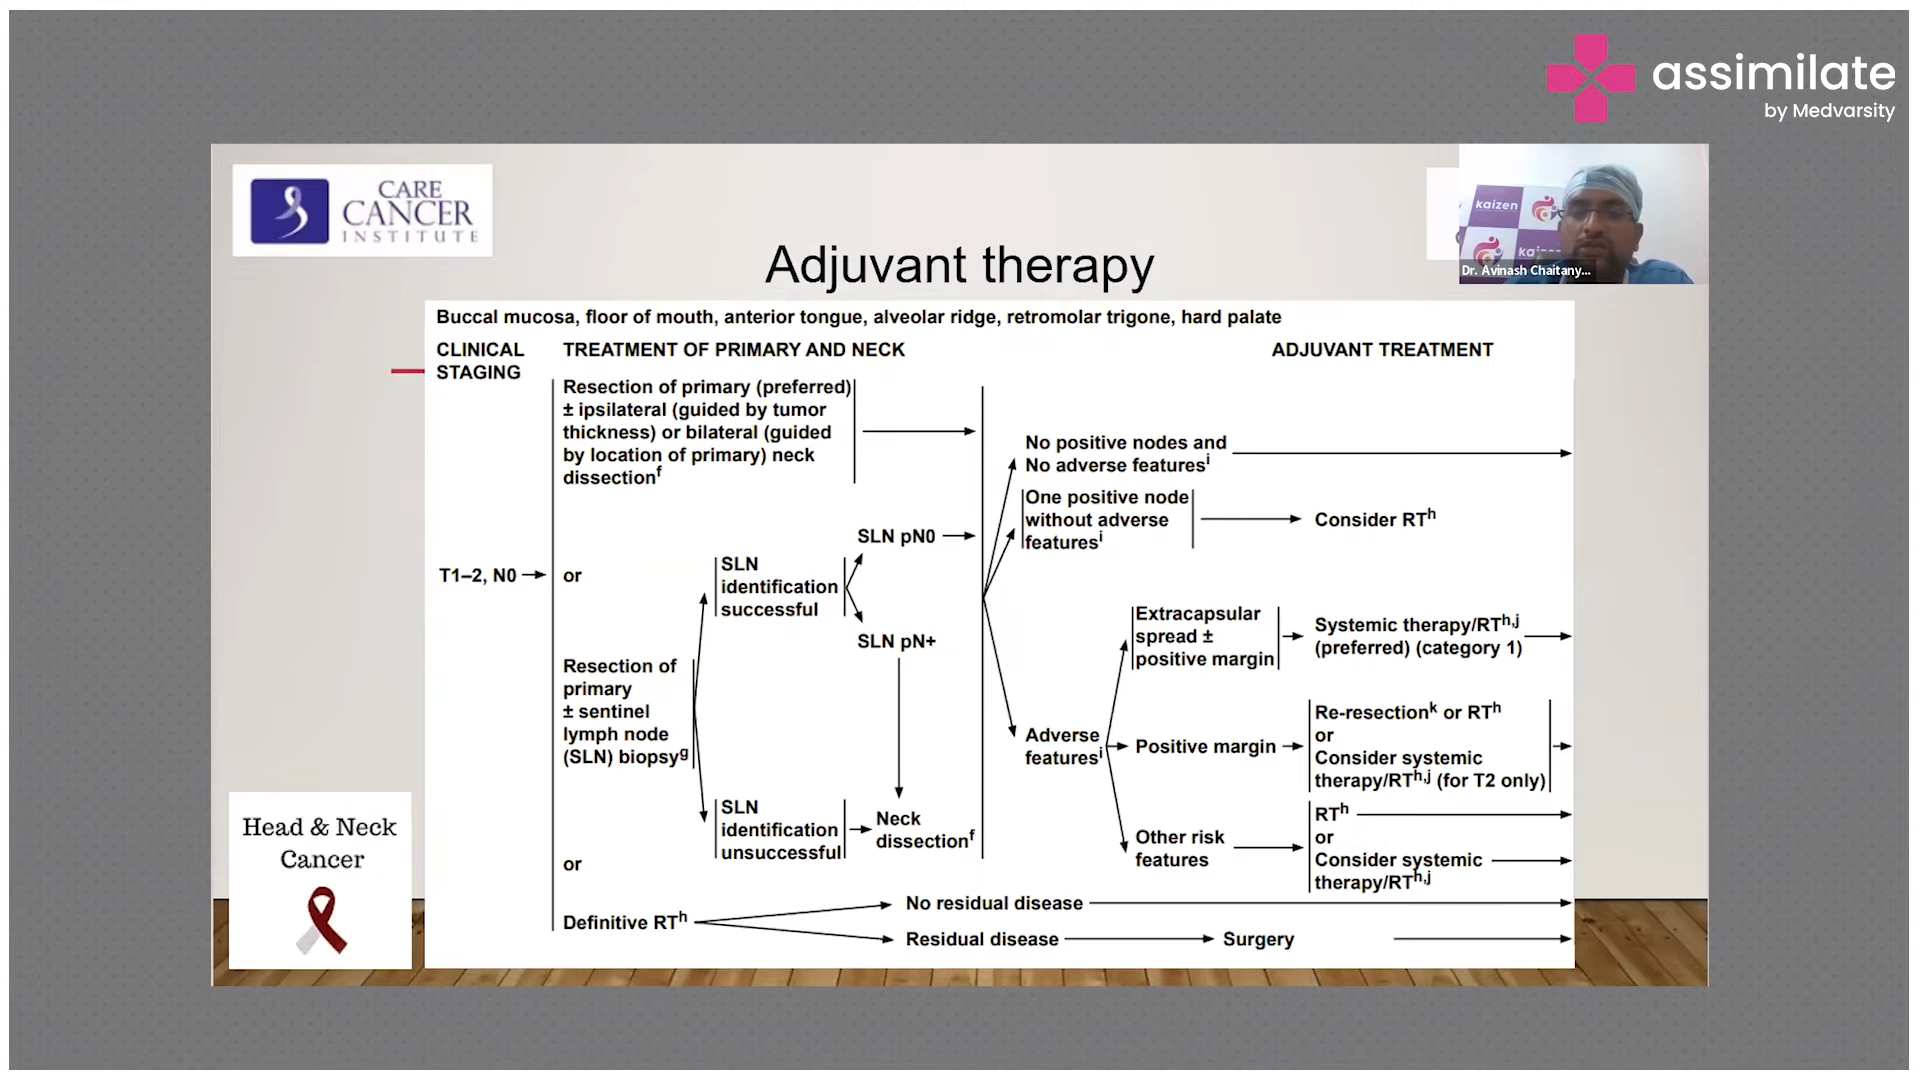 assimilate
by Medvarsity
CARE
CANCER
INSTITUTE
kaizen
Dr. Avinash Chaitany...
Adjuvant therapy
Buccal mucosa, floor of mouth, anterior tongue, alveolar ridge, retromolar trigone, hard palate
CLINICAL
STAGING
TREATMENT OF PRIMARY AND NECK
ADJUVANT TREATMENT
T1–2, N0
Resection of primary (preferred)
± ipsilateral (guided by tumor
thickness) or bilateral (guided
by location of primary) neck
dissectionf
or
Resection of
primary
± sentinel
lymph node
(SLN) biopsyg
or
Definitive RTh
SLN
identification
successful
SLN pN0
SLN pN+
SLN
identification
unsuccessful
Neck
dissectionf
No positive nodes and
No adverse featuresi
One positive node
without adverse
featuresi
Consider RTh
Adverse
featuresi
Extracapsular
spread ±
positive margin
Systemic therapy/RTh,j
(preferred) (category 1)
Positive margin
Re-resectionk or RTh
or
Consider systemic
therapy/RTh,j (for T2 only)
Other risk
features
RTh
or
Consider systemic
therapy/RTh,j
No residual disease
Residual disease
Surgery
Head & Neck
Cancer